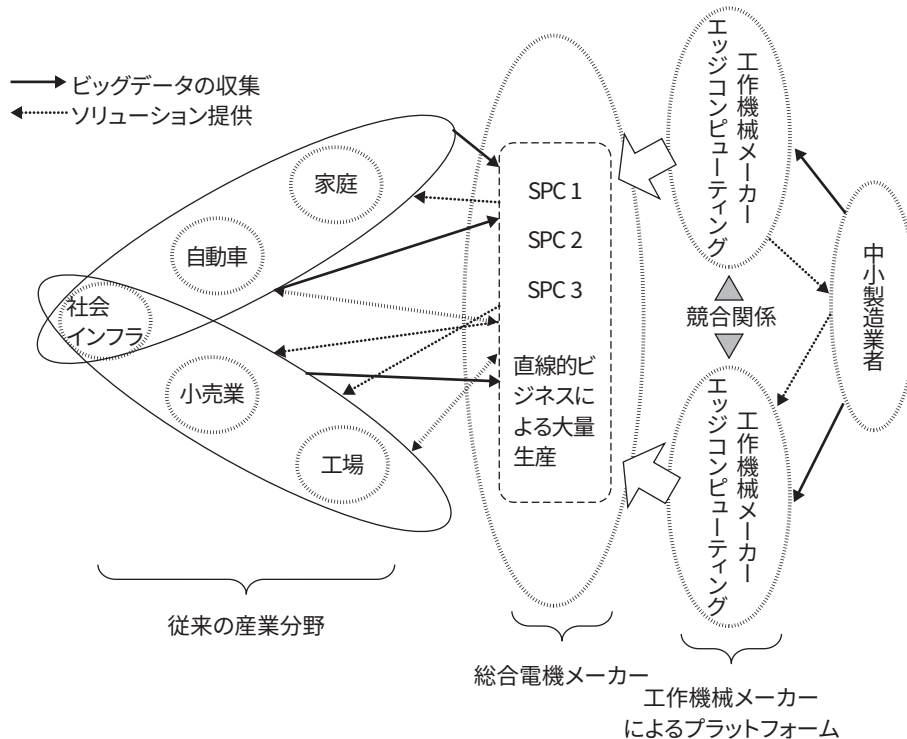 ビッグデータの収集
ソリューション提供
家庭
自動車
社会
インフラ
小売業
工場
従来の産業分野
SPC 1
SPC 2
SPC 3
直線的ビ
ジネスに
よる大量
生産
総合電機メーカー
工作機械メーカー
エッジコンピューティング
競合関係
工作機械メーカー
エッジコンピューティング
工作機械メーカー
によるプラットフォーム
中小製造業者